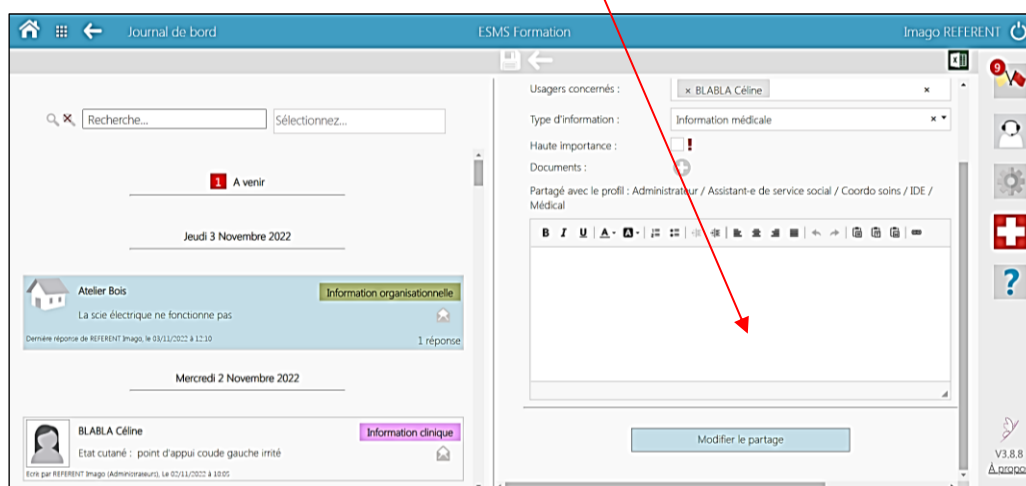 Journal de bord
ESMS Formation
Imago REFERENT
Recherche...
Sélectionnez...
1 A venir
Jeudi 3 Novembre 2022
Atelier Bois
Information organisationnelle
La scie électrique ne fonctionne pas
Dernière réponse de REFERENT Imago, le 03/11/2022 à 12:10
1 réponse
Mercredi 2 Novembre 2022
BLABLA Céline
Information clinique
Etat cutané : point d'appui coude gauche irrité
Ecrit par REFERENT Imago (Administrateurs), Le 02/11/2022 à 10:05
Usagers concernés :
× BLABLA Céline ×
Type d'information :
Information médicale ×
Haute importance : !
Documents :
Partagé avec le profil : Administrateur / Assistant-e de service social / Coordo soins / IDE /
Médical
B I U A A
Modifier le partage
9
?
V3.8.8
À propos